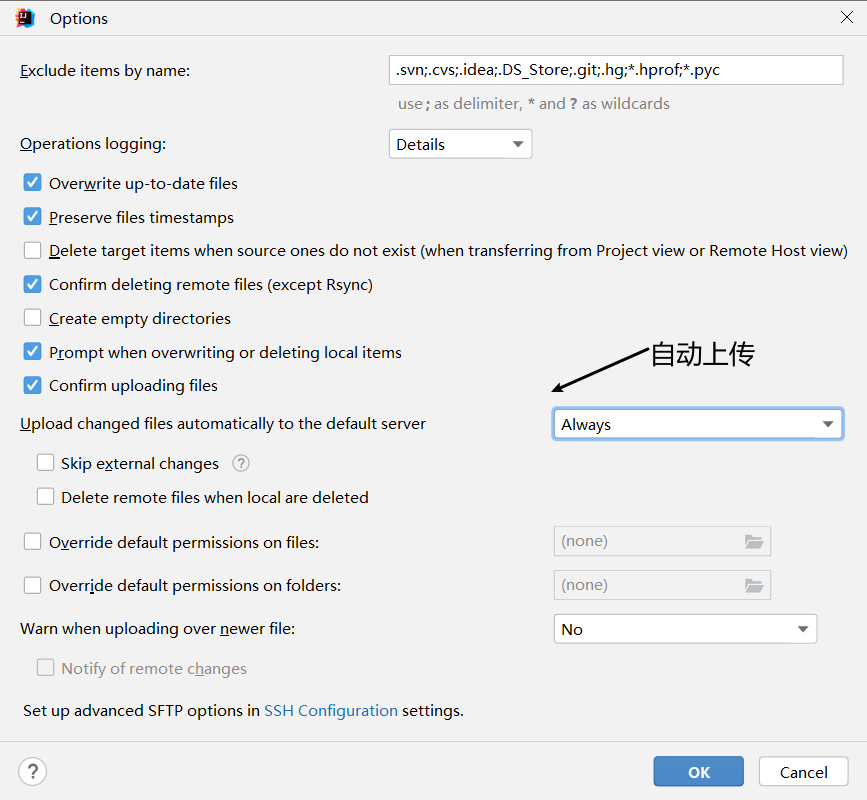 Options
Exclude items by name:
.svn;.cvs;.idea;.DS_Store;.git;.hg;*.hprof;*.pyc
use ; as delimiter, * and ? as wildcards
Operations logging:
Details
Overwrite up-to-date files
Preserve files timestamps
Delete target items when source ones do not exist (when transferring from Project view or Remote Host view)
Confirm deleting remote files (except Rsync)
Create empty directories
Prompt when overwriting or deleting local items
自动上传
Confirm uploading files
Upload changed files automatically to the default server
Always
Skip external changes ?
Delete remote files when local are deleted
Override default permissions on files:
(none)
Override default permissions on folders:
(none)
Warn when uploading over newer file:
No
Notify of remote changes
Set up advanced SFTP options in SSH Configuration settings.
?
OK
Cancel